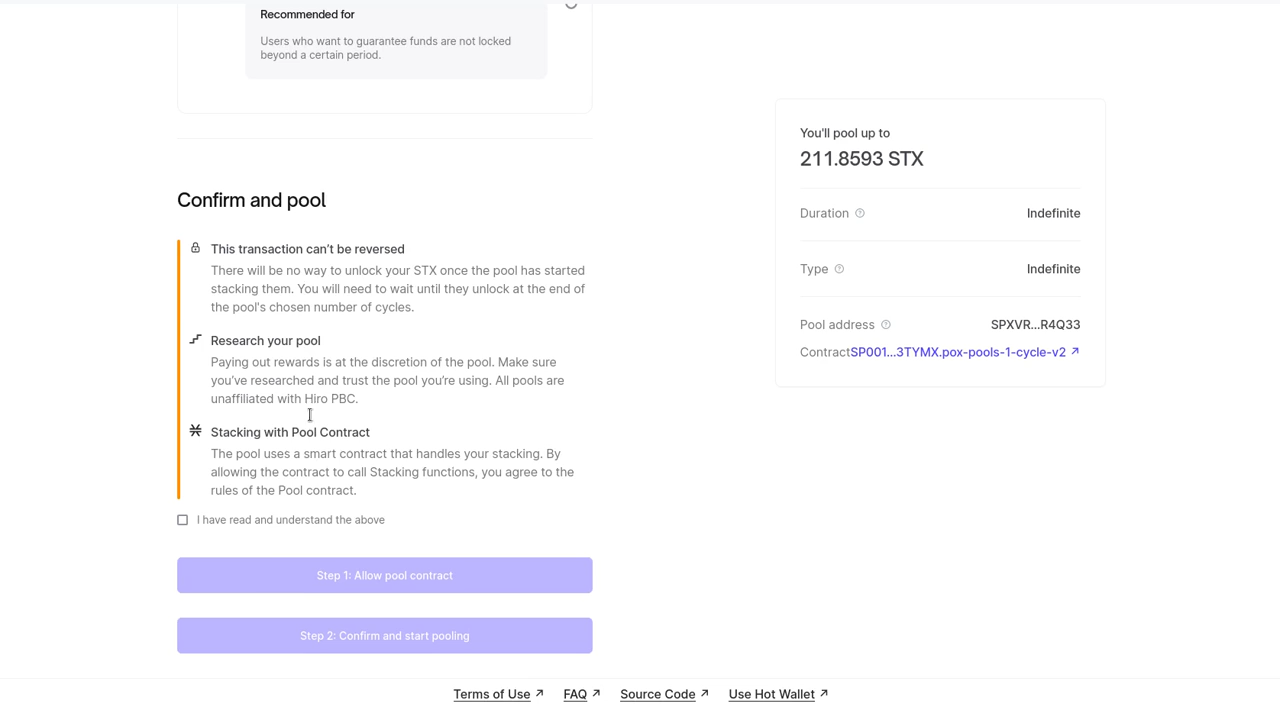 Recommended for
Users who want to guarantee funds are not locked
beyond a certain period.
Confirm and pool
This transaction can’t be reversed
There will be no way to unlock your STX once the pool has started
stacking them. You will need to wait until they unlock at the end of
the pool's chosen number of cycles.
Research your pool
Paying out rewards is at the discretion of the pool. Make sure
you’ve researched and trust the pool you’re using. All pools are
unaffiliated with Hiro PBC.
Stacking with Pool Contract
The pool uses a smart contract that handles your stacking. By
allowing the contract to call Stacking functions, you agree to the
rules of the Pool contract.
I have read and understand the above
Step 1: Allow pool contract
Step 2: Confirm and start pooling
You'll pool up to
211.8593 STX
Duration Indefinite
Type Indefinite
Pool address SPXVR...R4Q33
ContractSP001...3TYMX.pox-pools-1-cycle-v2 ↗
Terms of Use ↗ FAQ ↗ Source Code ↗ Use Hot Wallet ↗